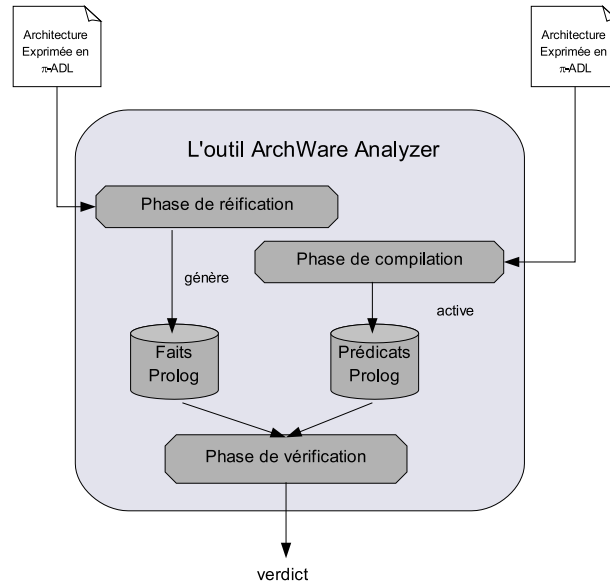 Architecture
Exprimée en
π-ADL
Architecture
Exprimée en
π-ADL
L'outil ArchWare Analyzer
Phase de réification
Phase de compilation
génère
active
Faits
Prolog
Prédicats
Prolog
Phase de vérification
verdict